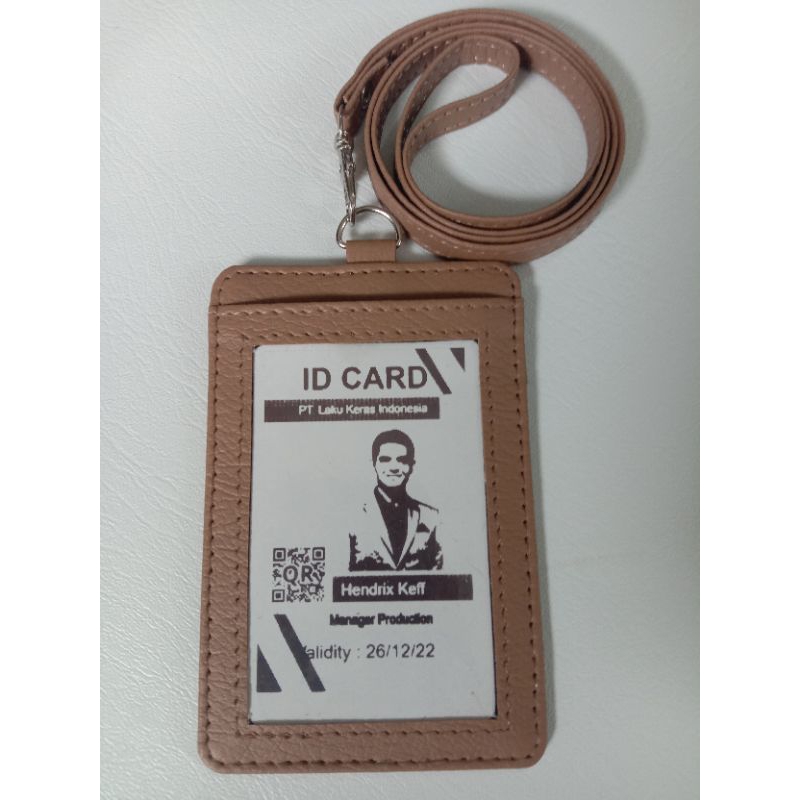 ID CARD
PT Laku Keras Indonesia
QR
Hendrix Keff
Manager Production
Validity : 26/12/22